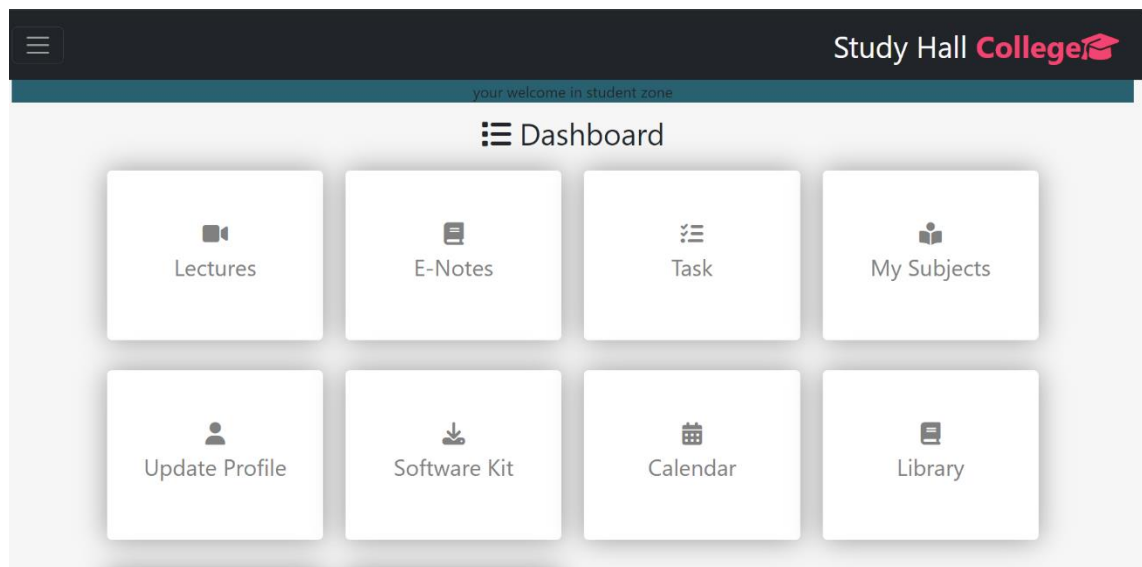 Study Hall College
your welcome in student zone
Dashboard
Lectures
E-Notes
Task
My Subjects
Update Profile
Software Kit
Calendar
Library